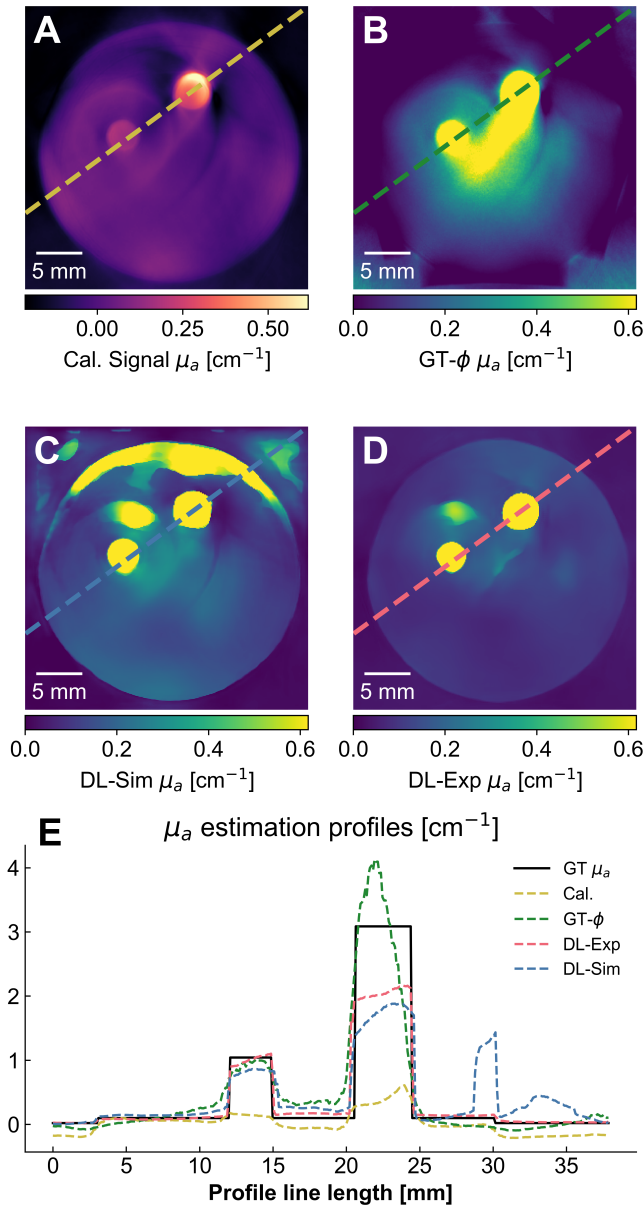 A
B
5 mm
5 mm
0.00 0.25 0.50
0.0 0.2 0.4 0.6
Cal. Signal μa [cm⁻¹]
GT-ϕ μa [cm⁻¹]
C
D
5 mm
5 mm
0.0 0.2 0.4 0.6
0.0 0.2 0.4 0.6
DL-Sim μa [cm⁻¹]
DL-Exp μa [cm⁻¹]
E
μa estimation profiles [cm⁻¹]
4
3
2
1
0
GT μa
Cal.
GT-ϕ
DL-Exp
DL-Sim
0 5 10 15 20 25 30 35
Profile line length [mm]